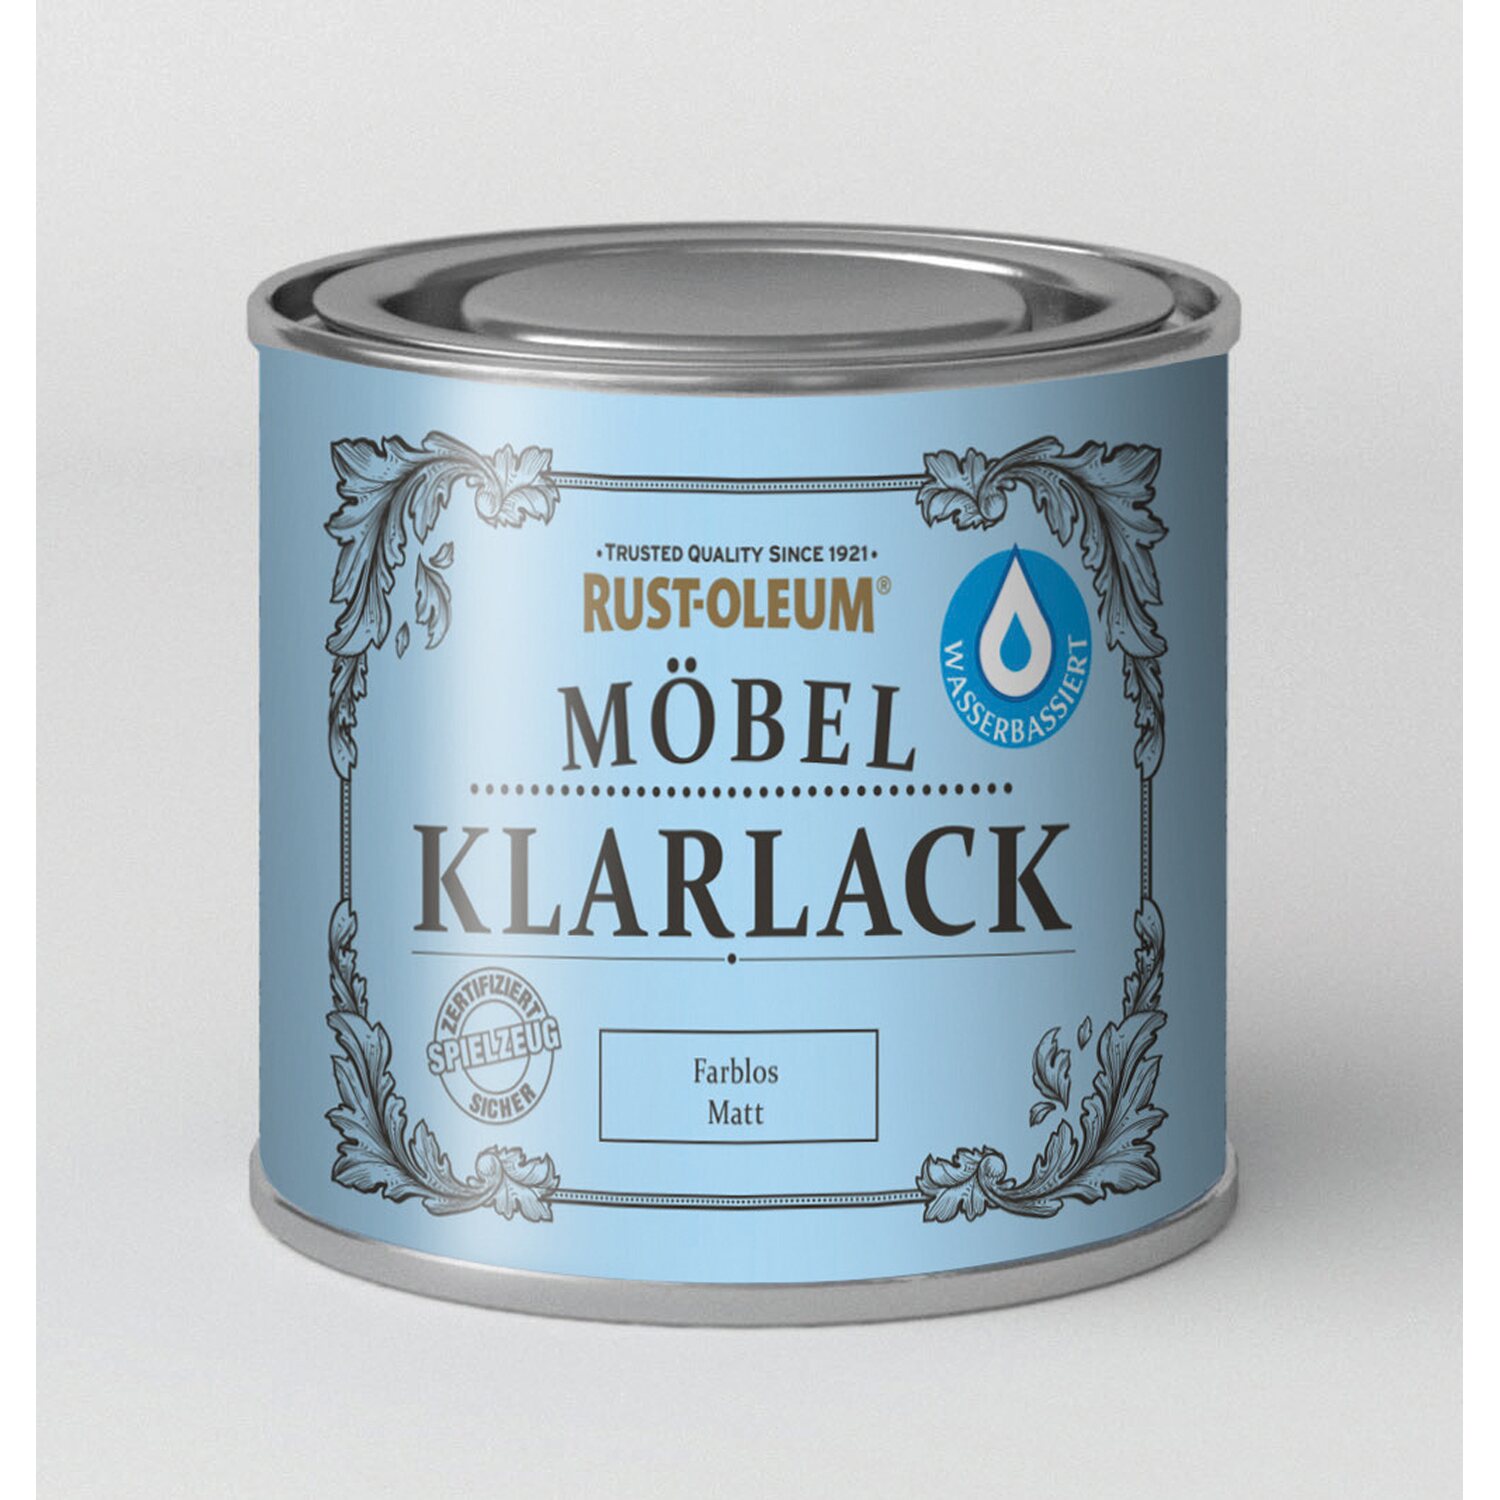 •TRUSTED QUALITY SINCE 1921•
RUST-OLEUM®
WASSERBASSIERT
MÖBEL
KLARLACK
ZERTIFIZIERT
SPIELZEUG
SICHER
Farblos
Matt